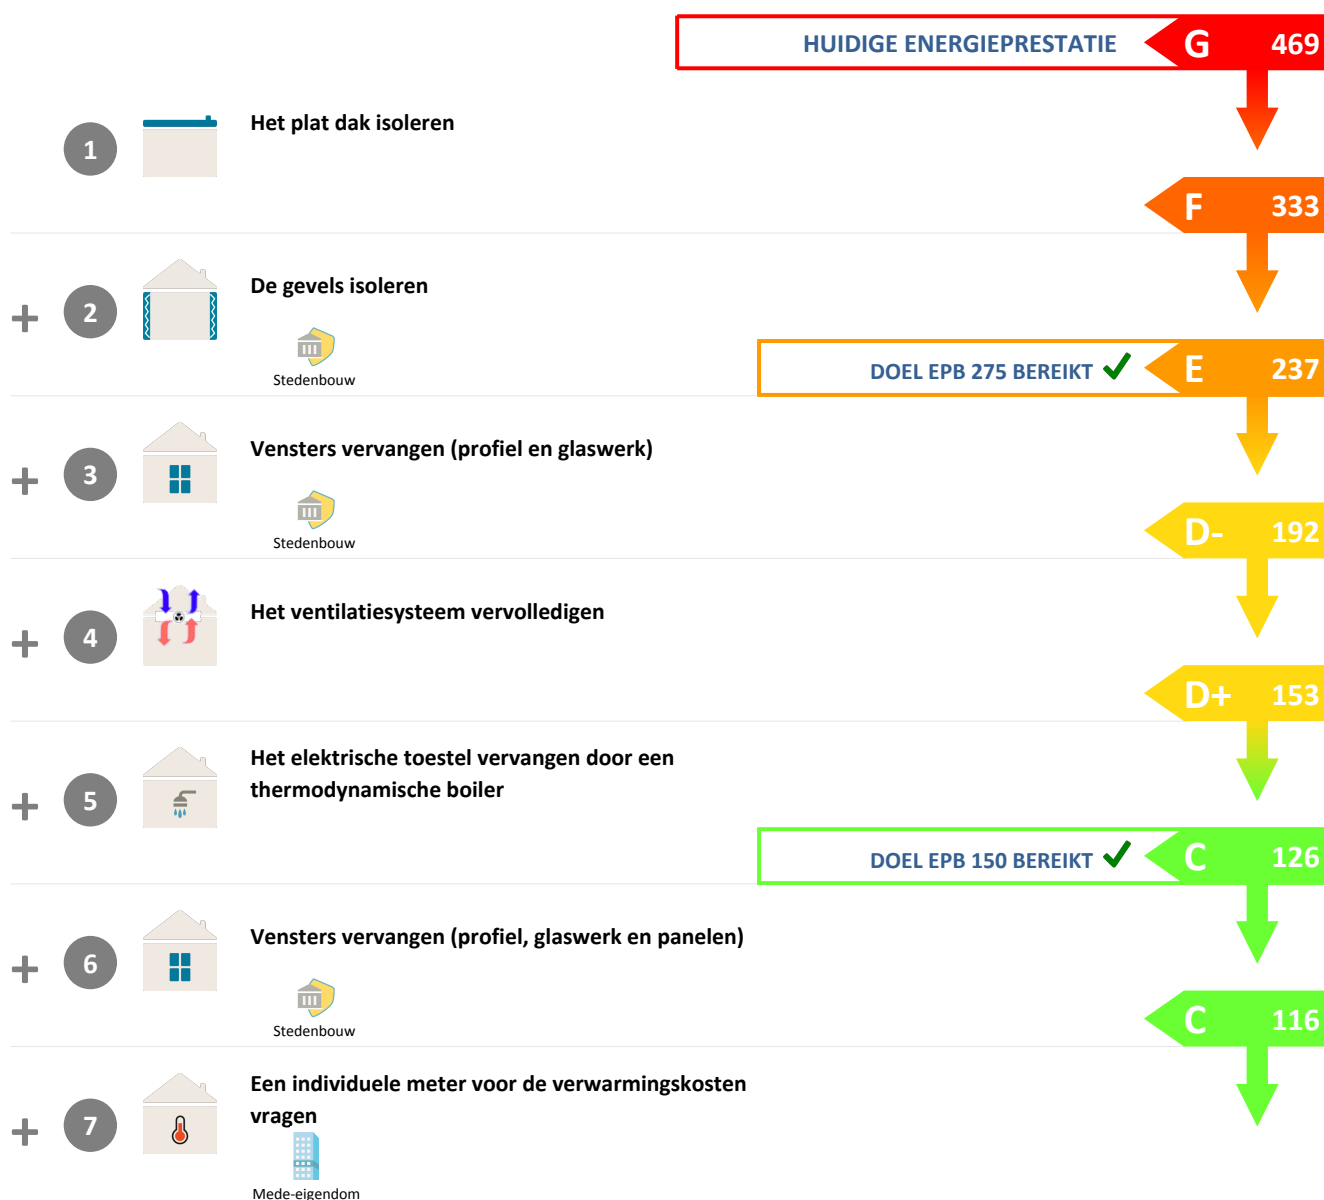 HUIDIGE ENERGIEPRESTATIE G 469
1 Het plat dak isoleren
F 333
+ 2 De gevels isoleren
Stedenbouw
DOEL EPB 275 BEREIKT ✓ E 237
+ 3 Vensters vervangen (profiel en glaswerk)
Stedenbouw
D- 192
+ 4 Het ventilatiesysteem vervolledigen
D+ 153
+ 5 Het elektrische toestel vervangen door een
thermodynamische boiler
DOEL EPB 150 BEREIKT ✓ C 126
+ 6 Vensters vervangen (profiel, glaswerk en panelen)
Stedenbouw
C 116
+ 7 Een individuele meter voor de verwarmingskosten
vragen
Mede-eigendom